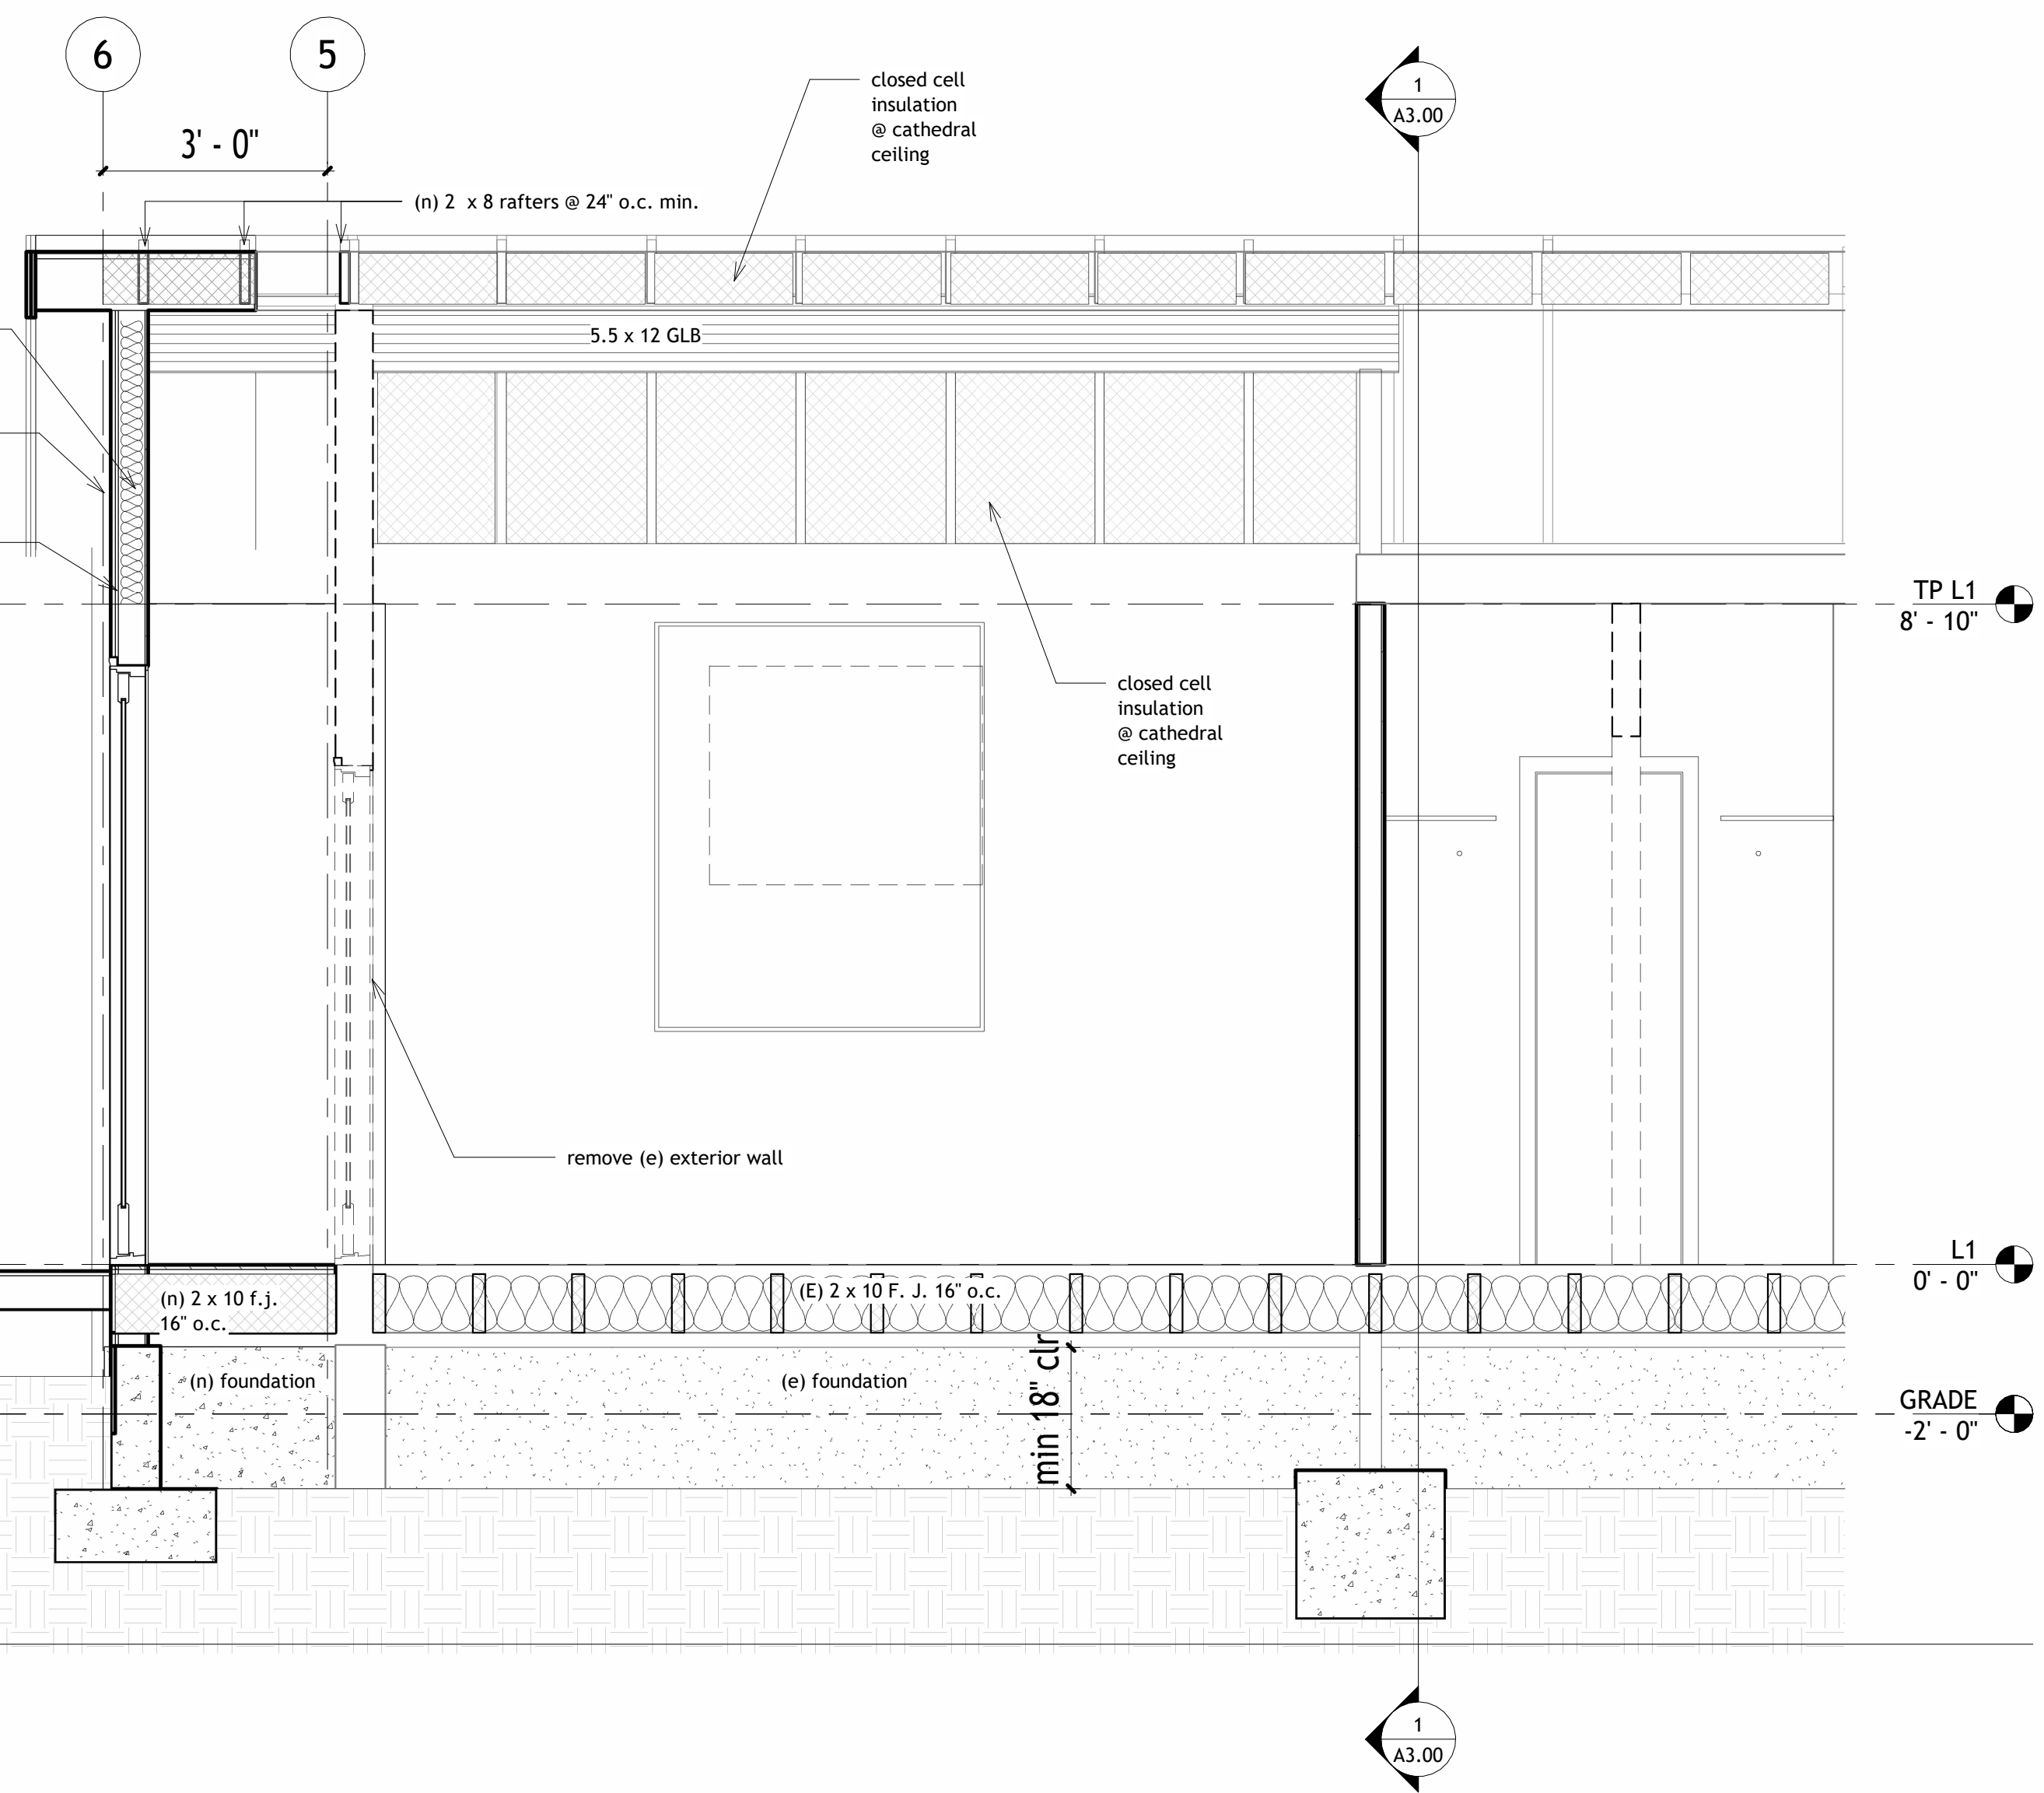 6
5
1
A3.00
closed cell
insulation
@ cathedral
ceiling
3' - 0"
(n) 2 x 8 rafters @ 24" o.c. min.
5.5 x 12 GLB
TP L1
8' - 10"
closed cell
insulation
@ cathedral
ceiling
remove (e) exterior wall
L1
0' - 0"
(n) 2 x 10 f.j.
16" o.c.
(E) 2 x 10 F. J. 16" o.c.
min 18" clr
(n) foundation
(e) foundation
GRADE
-2' - 0"
1
A3.00